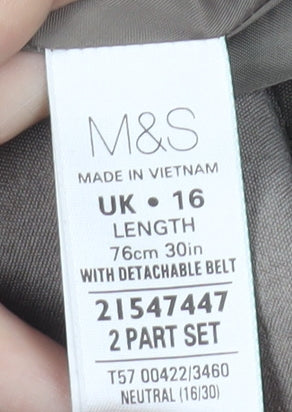 M&S
MADE IN VIETNAM
UK • 16
LENGTH
76cm 30in
WITH DETACHABLE BELT
21547447
2 PART SET
T57 00422/3460
NEUTRAL (16/30)